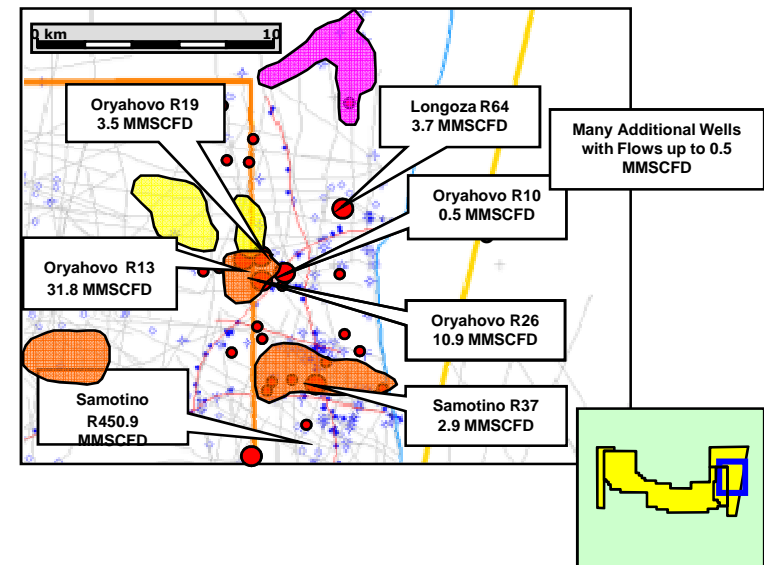 0 km 10
Oryahovo R19
3.5 MMSCFD
Longoza R64
3.7 MMSCFD
Many Additional Wells
with Flows up to 0.5
MMSCFD
Oryahovo R10
0.5 MMSCFD
Oryahovo R13
31.8 MMSCFD
Oryahovo R26
10.9 MMSCFD
Samotino
R450.9
MMSCFD
Samotino R37
2.9 MMSCFD